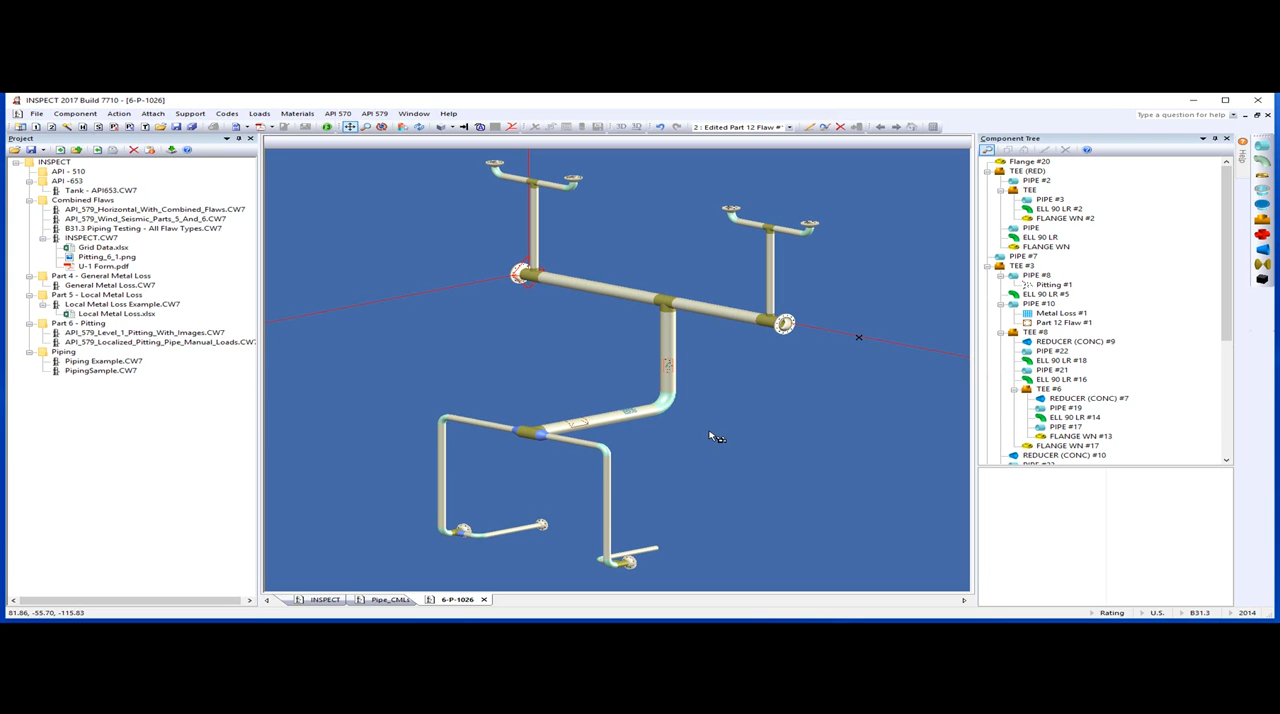 INSPECT 2017 Build 7710 - [6-P-1026]
File Component Action Attach Support Codes Loads Materials API 570 API 579 Window Help
Type a question for help
2 : Edited Part 12 Flaw #
Project
INSPECT
API - 510
API -653
Tank - API653.CW7
Combined Flaws
API_579_Horizontal_With_Combined_Flaws.CW7
API_579_Wind_Seismic_Parts_5_And_6.CW7
B31.3 Piping Testing - All Flaw Types.CW7
INSPECT.CW7
Grid Data.xlsx
Pitting_6_1.png
U-1 Form.pdf
Part 4 - General Metal Loss
General Metal Loss.CW7
Part 5 - Local Metal Loss
Local Metal Loss Example.CW7
Local Metal Loss.xlsx
Part 6 - Pitting
API_579_Level_1_Pitting_With_Images.CW7
API_579_Localized_Pitting_Pipe_Manual_Loads.CW7
Piping
Piping Example.CW7
PipingSample.CW7
INSPECT Pipe_CMLs 6-P-1026
Component Tree
Help
Flange #20
TEE (RED)
PIPE #2
TEE
PIPE #3
ELL 90 LR #2
FLANGE WN #2
PIPE
ELL 90 LR
FLANGE WN
PIPE #7
TEE #3
PIPE #8
Pitting #1
ELL 90 LR #5
PIPE #10
Metal Loss #1
Part 12 Flaw #1
TEE #8
REDUCER (CONC) #9
PIPE #22
ELL 90 LR #18
PIPE #21
ELL 90 LR #16
TEE #6
REDUCER (CONC) #7
PIPE #19
ELL 90 LR #14
PIPE #17
FLANGE WN #13
FLANGE WN #17
REDUCER (CONC) #10
81.86, -55.70, -115.83
Rating U.S. B31.3 2014